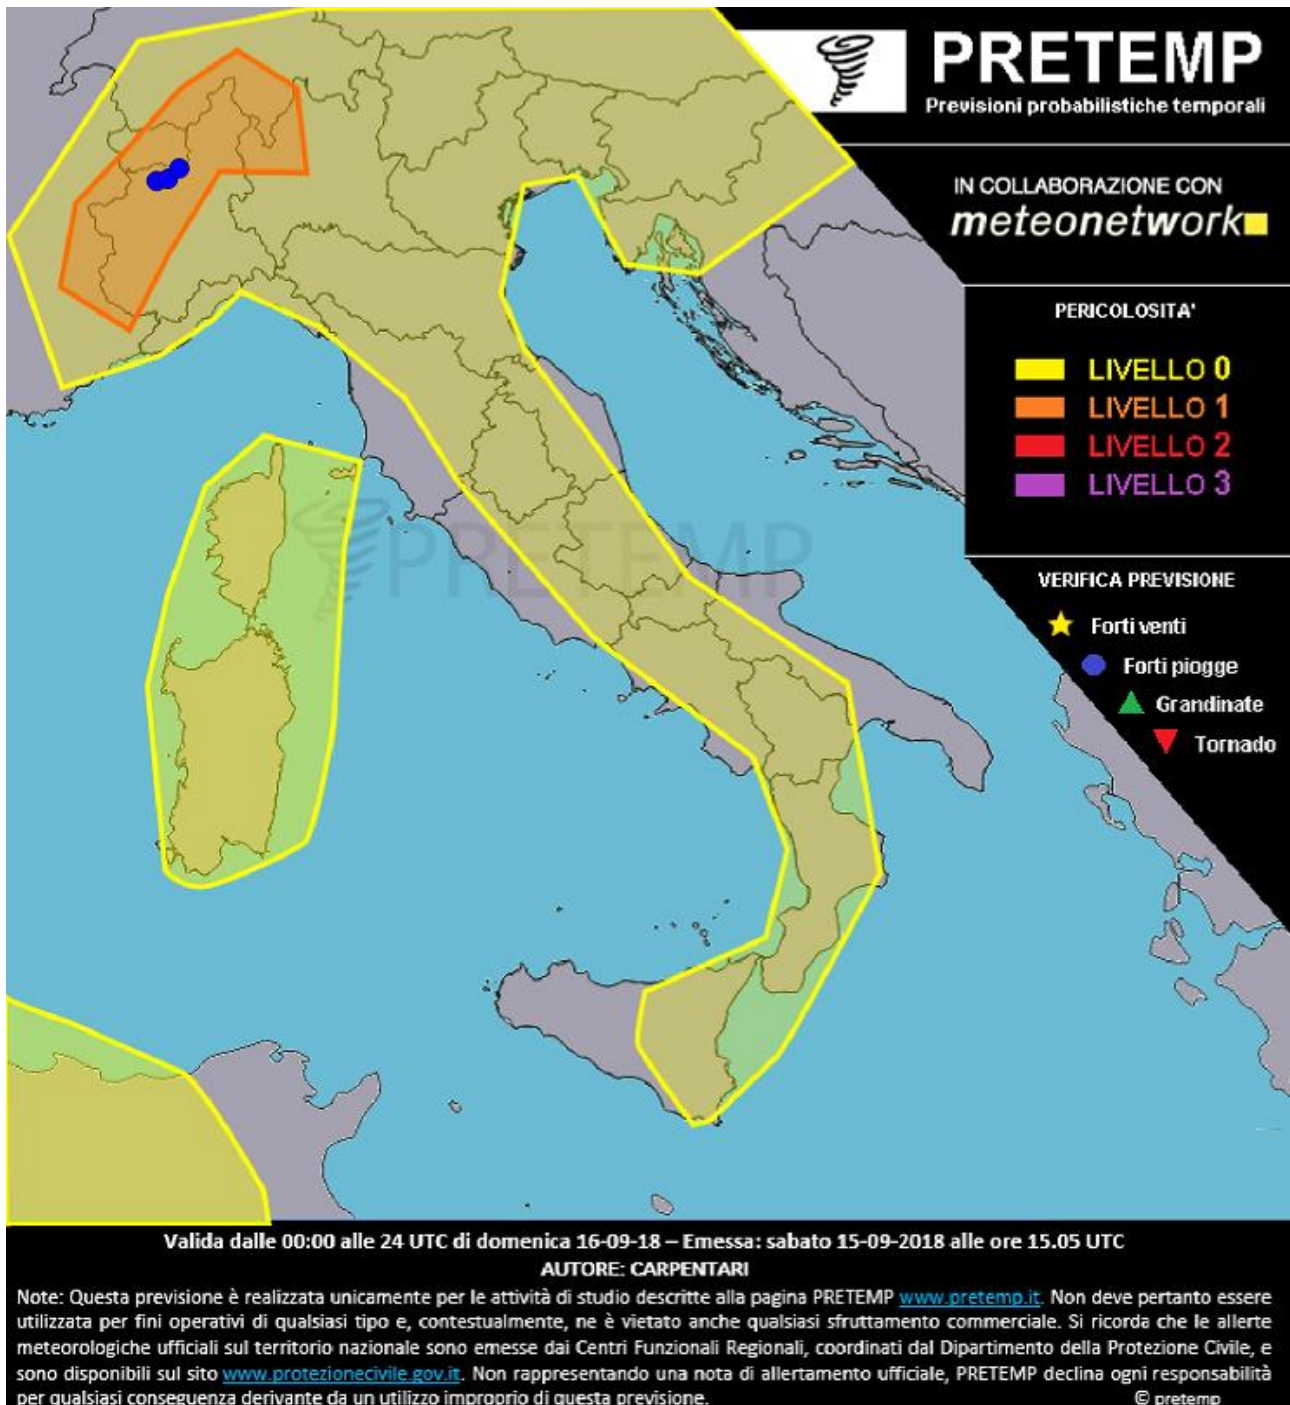 PRETEMP
Previsioni probabilistiche temporali
IN COLLABORAZIONE CON
meteonetwork
PERICOLOSITA'
LIVELLO 0
LIVELLO 1
LIVELLO 2
LIVELLO 3
PRETEMP
VERIFICA PREVISIONE
Forti venti
Forti piogge
Grandinate
Tornado
Valida dalle 00:00 alle 24 UTC di domenica 16-09-18 – Emessa: sabato 15-09-2018 alle ore 15.05 UTC
AUTORE: CARPENTARI
Note: Questa previsione è realizzata unicamente per le attività di studio descritte alla pagina PRETEMP www.pretemp.it. Non deve pertanto essere
utilizzata per fini operativi di qualsiasi tipo e, contestualmente, ne è vietato anche qualsiasi sfruttamento commerciale. Si ricorda che le allerte
meteorologiche ufficiali sul territorio nazionale sono emesse dai Centri Funzionali Regionali, coordinati dal Dipartimento della Protezione Civile, e
sono disponibili sul sito www.protezionecivile.gov.it. Non rappresentando una nota di allertamento ufficiale, PRETEMP declina ogni responsabilità
per qualsiasi conseguenza derivante da un utilizzo improprio di questa previsione. © pretemp